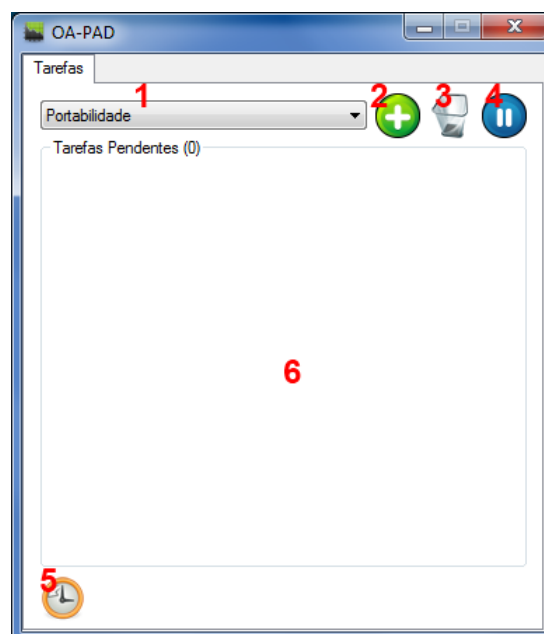 OA-PAD
Tarefas
1 2 3 4
Portabilidade
Tarefas Pendentes (0)
6
5